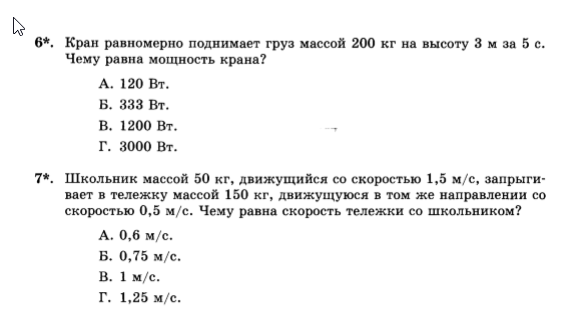 6*. Кран равномерно поднимает груз массой 200 кг на высоту 3 м за 5 с.
Чему равна мощность крана?
А. 120 Вт.
Б. 333 Вт.
В. 1200 Вт.
Г. 3000 Вт.
7*. Школьник массой 50 кг, движущийся со скоростью 1,5 м/с, запрыги-
вает в тележку массой 150 кг, движущуюся в том же направлении со
скоростью 0,5 м/с. Чему равна скорость тележки со школьником?
А. 0,6 м/с.
Б. 0,75 м/с.
В. 1 м/с.
Г. 1,25 м/с.